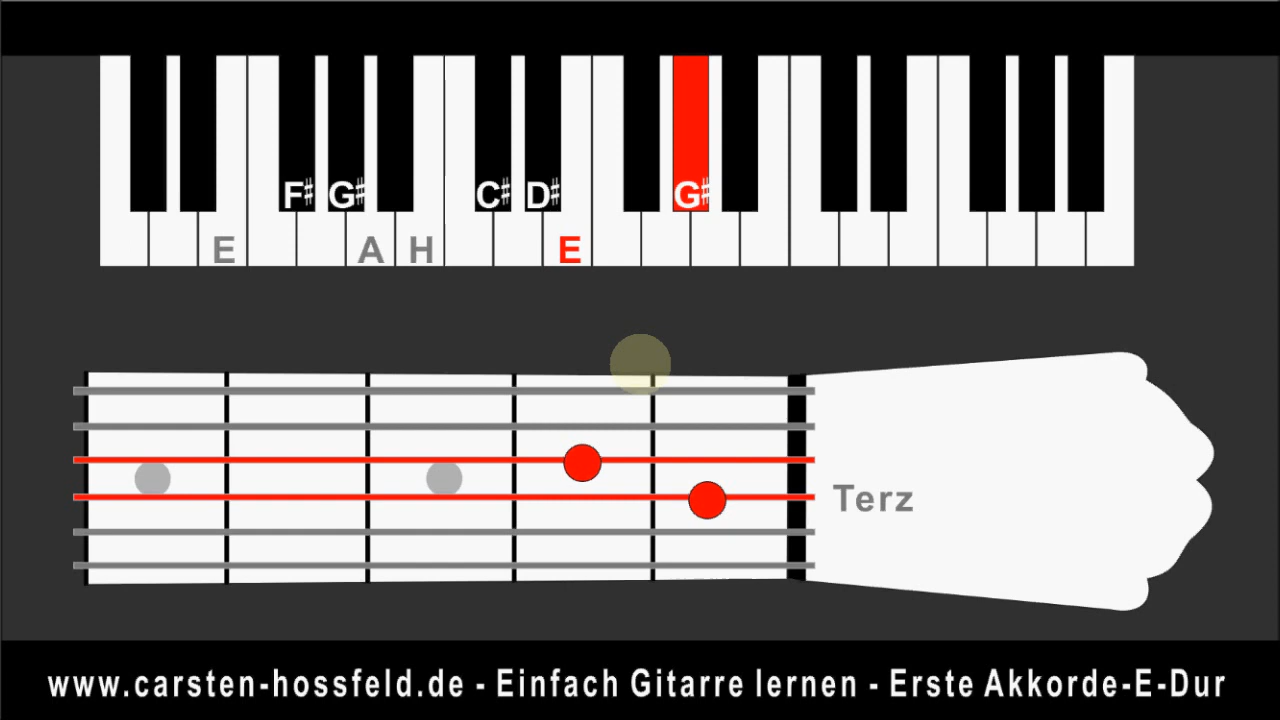 F♯ G♯ C♯ D♯ G♯
E A H E
Terz
www.carsten-hossfeld.de - Einfach Gitarre lernen - Erste Akkorde-E-Dur